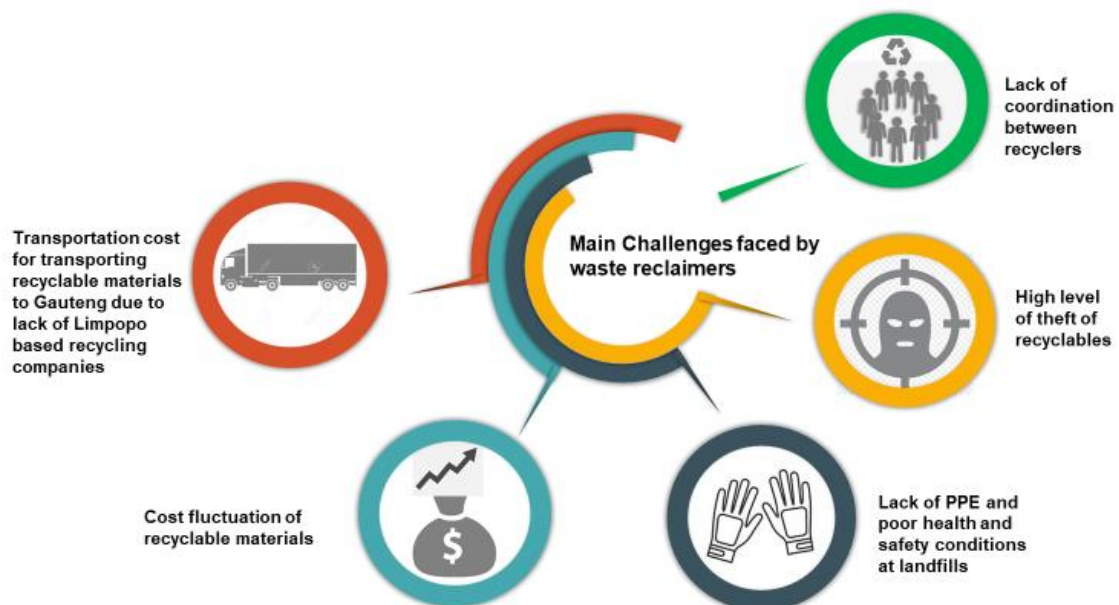 Main Challenges faced by
waste reclaimers
Lack of
coordination
between
recyclers
High level
of theft of
recyclables
Lack of PPE and
poor health and
safety conditions
at landfills
$
Cost fluctuation of
recyclable materials
Transportation cost
for transporting
recyclable materials
to Gauteng due to
lack of Limpopo
based recycling
companies